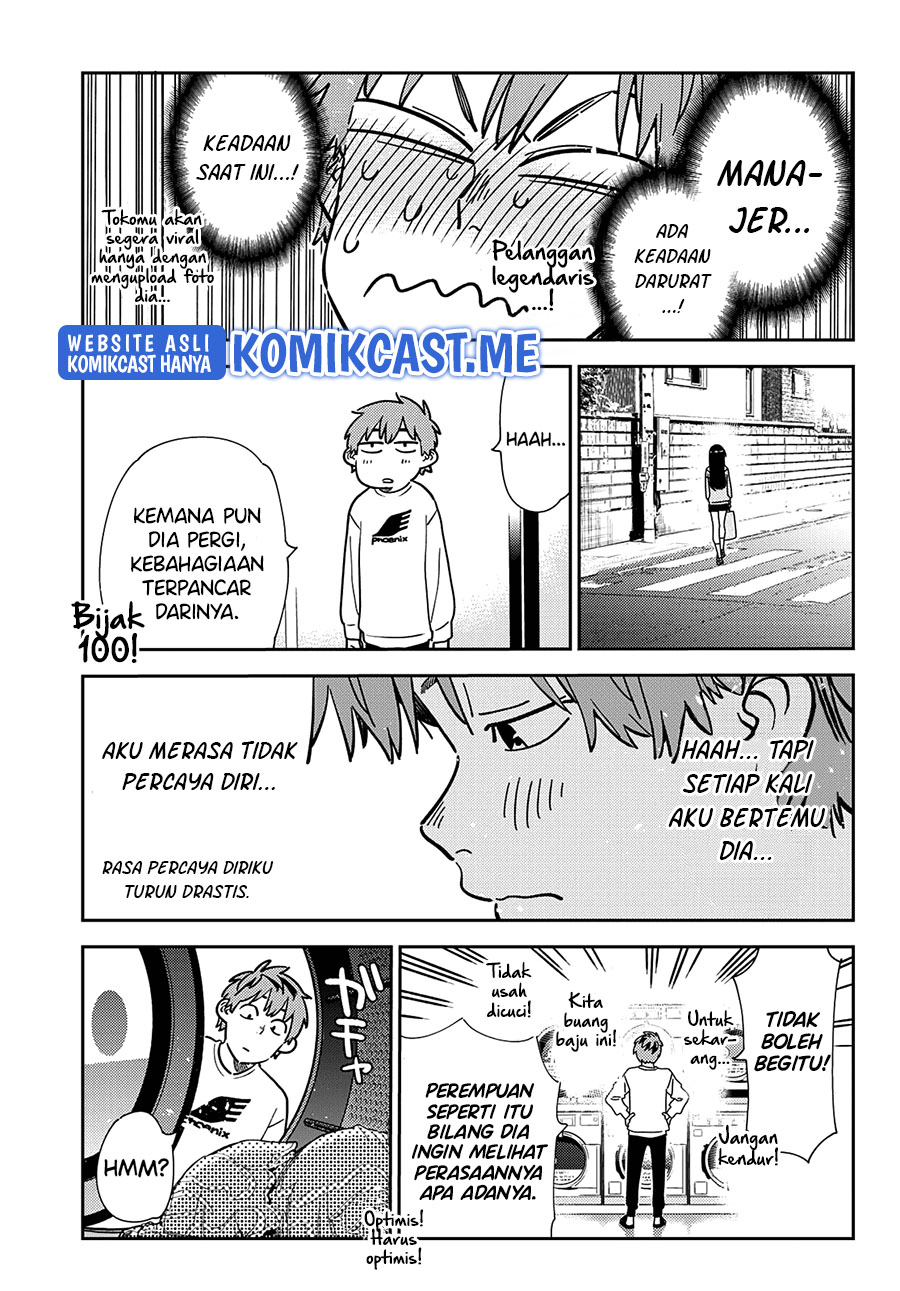 MANA-
JER...
ADA
KEADAAN
DARURAT
...!
Pelanggan
legendaris
...!
KEADAAN
SAAT INI...!
Tokomu akan
segera viral
hanya dengan
mengupload foto
dia...
WEBSITE ASLI
KOMIKCAST HANYA
KOMIKCAST.ME
HAAH...
phoenix
KEMANA PUN
DIA PERGI,
KEBAHAGIAAN
TERPANCAR
DARINYA.
Bijak
100!
HAAH... TAPI
SETIAP KALI
AKU BERTEMU
DIA...
AKU MERASA TIDAK
PERCAYA DIRI...
RASA PERCAYA DIRIKU
TURUN DRASTIS.
TIDAK
BOLEH
BEGITU!
Untuk
sekar-
ang...
Kita
buang
baju ini!
Tidak
usah
dicuci!
Jangan
kendur!
PEREMPUAN
SEPERTI ITU
BILANG DIA
INGIN MELIHAT
PERASAANNYA
APA ADANYA.
Optimis!
Harus
optimis!
ガチャ
phoenix
HMM?